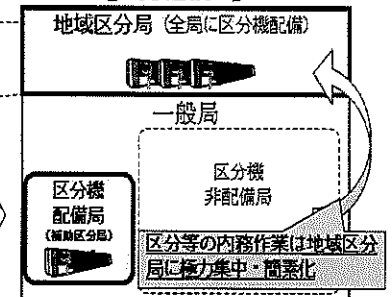 地域区分局 (全局に区分機配備)
一般局
区分機
非配備局
区分機
配備局
(補助区分局)
区分等の内務作業は地域区分
局に極力集中・簡素化